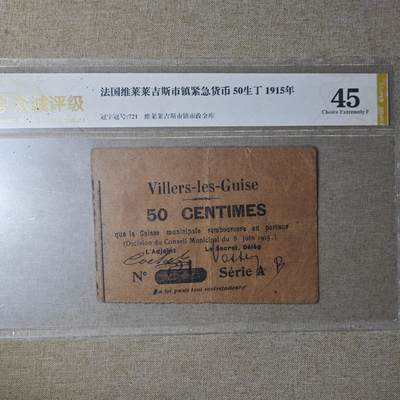 众诚评级
法国维莱莱吉斯市镇紧急货币 50生丁 1915年
冠字冠号:721 维莱莱吉斯市镇市政金库
45
Choice Extremely F
Villers-les-Guise
50 CENTIMES
que la Caisse municipale remboursera au porteur
(Décision du Conseil Municipal du 6 juin 1915.)
L'Adjoint Le Secret. Délég
N° 721 Série A B